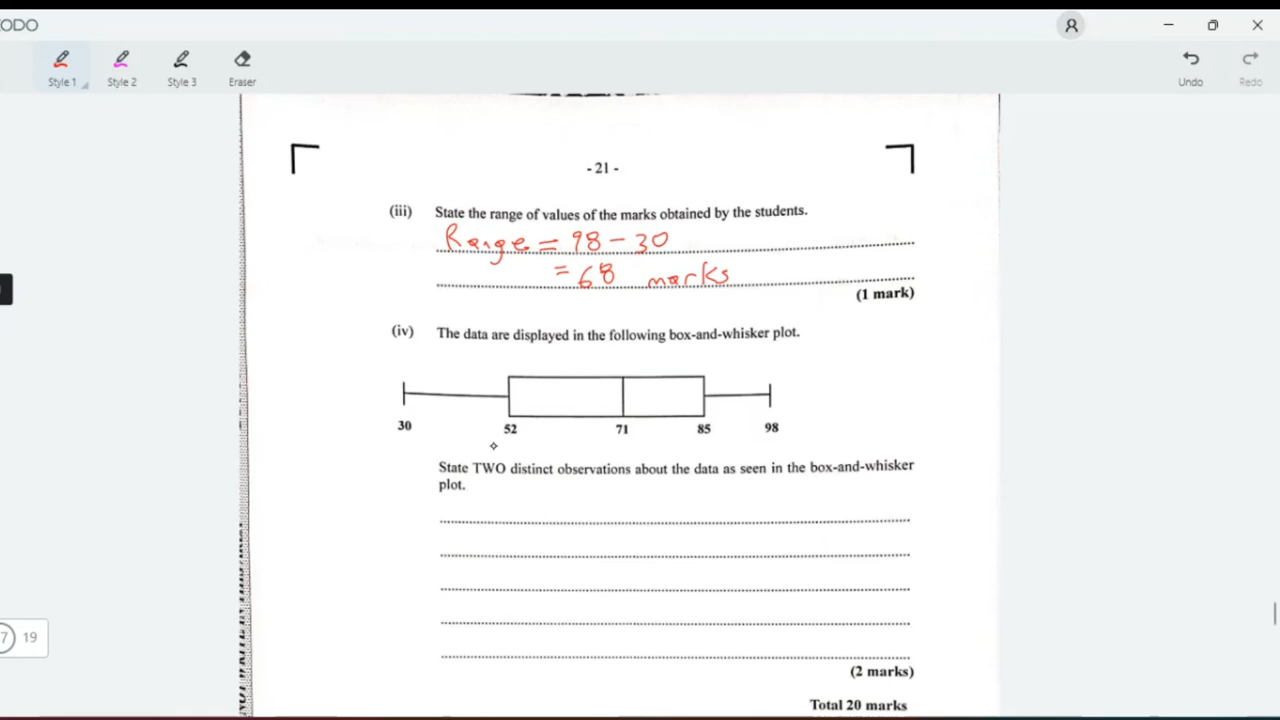 ODO
Style 1
Style 2
Style 3
Eraser
Undo
Redo
- 21 -
(iii) State the range of values of the marks obtained by the students.
Range = 98 - 30
= 68 marks
(1 mark)
(iv) The data are displayed in the following box-and-whisker plot.
30 52 71 85 98
State TWO distinct observations about the data as seen in the box-and-whisker
plot.
(2 marks)
Total 20 marks
7 19